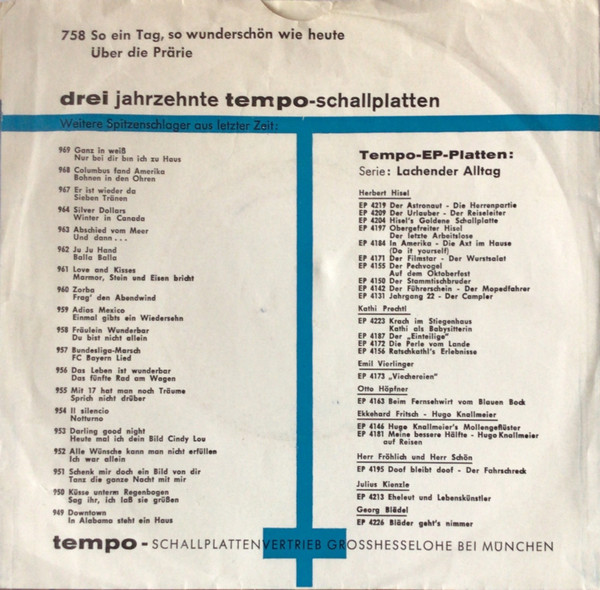 758 So ein Tag, so wunderschön wie heute
Über die Prärie
drei jahrzehnte tempo-schallplatten
Weitere Spitzenschlager aus letzter Zeit:
969 Ganz in weiß
Nur bei dir bin ich zu Haus
968 Columbus fand Amerika
Bohnen in den Ohren
967 Er ist wieder da
Sieben Tränen
964 Silver Dollars
Winter in Canada
963 Abschied vom Meer
Und dann . . .
962 Ju Ju Hand
Balla Balla
961 Love and Kisses
Marmor, Stein und Eisen bricht
960 Zorba
Frag' den Abendwind
959 Adios Mexico
Einmal gibts ein Wiedersehn
958 Fräulein Wunderbar
Du bist nicht allein
957 Bundesliga-Marsch
FC Bayern Lied
956 Das Leben ist wunderbar
Das fünfte Rad am Wagen
955 Mit 17 hat man noch Träume
Sprich nicht drüber
954 Il silencio
Notturno
953 Darling good night
Heute mal ich dein Bild Cindy Lou
952 Alle Wünsche kann man nicht erfüllen
Ich war allein
951 Schenk mir doch ein Bild von dir
Tanz die ganze Nacht mit mir
950 Küsse unterm Regenbogen
Sag ihr, ich laß sie grüßen
949 Downtown
In Alabama steht ein Haus
Tempo-EP-Platten:
Serie: Lachender Alltag
Herbert Hisel
EP 4219 Der Astronaut - Die Herrenpartie
EP 4209 Der Urlauber - Der Reiseleiter
EP 4204 Hisel's Goldene Schallplatte
EP 4197 Obergefreiter Hisel
Der letzte Arbeitslose
EP 4184 In Amerika - Die Axt im Hause
(Do it yourself)
EP 4171 Der Filmstar - Der Wurstsalat
EP 4155 Der Pechvogel
Auf dem Oktoberfest
EP 4150 Der Stammtischbruder
EP 4142 Der Führerschein - Der Mopedfahrer
EP 4131 Jahrgang 22 - Der Campler
Kathi Prechtl
EP 4223 Krach im Stiegenhaus
Kathi als Babysitterin
EP 4187 Der „Einteilige"
EP 4172 Die Perle vom Lande
EP 4156 Ratschkathl's Erlebnisse
Emil Vierlinger
EP 4173 „Viechereien"
Otto Höpfner
EP 4163 Beim Fernsehwirt vom Blauen Bock
Ekkehard Fritsch - Hugo Knallmeier
EP 4146 Hugo Knallmeier's Mollengeflüster
EP 4181 Meine bessere Hälfte - Hugo Knallmeier
auf Reisen
Herr Fröhlich und Herr Schön
EP 4195 Doof bleibt doof - Der Fahrschreck
Julius Kienzle
EP 4213 Eheleut und Lebenskünstler
Georg Blädel
EP 4226 Bläder geht's nimmer
tempo - SCHALLPLATTENVERTRIEB GROSSHESSELOHE BEI MÜNCHEN